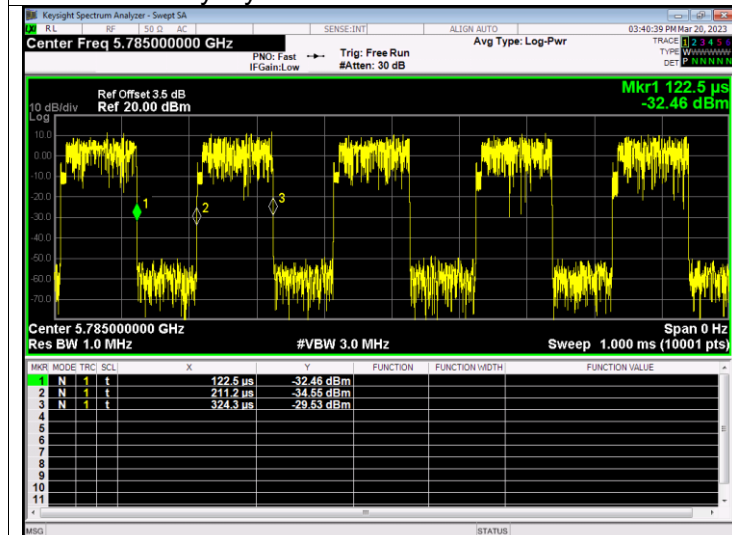 Keysight Spectrum Analyzer - Swept SA
RL RF 50 Ω AC SENSE:INT ALIGN AUTO 03:40:39 PM Mar 20, 2023
Center Freq 5.785000000 GHz Avg Type: Log-Pwr TRACE 1 2 3 4 5 6
PNO: Fast Trig: Free Run TYPE WWWWWW
IFGain:Low #Atten: 30 dB DET P NNNNN
Mkr1 122.5 µs
Ref Offset 3.5 dB
10 dB/div Ref 20.00 dBm -32.46 dBm
Log
10.0
0.00
-10.0
-20.0
1 2 3
-30.0
-40.0
-50.0
-60.0
-70.0
Center 5.785000000 GHz Span 0 Hz
Res BW 1.0 MHz #VBW 3.0 MHz Sweep 1.000 ms (10001 pts)
MKR MODE TRC SCL X Y FUNCTION FUNCTION WIDTH FUNCTION VALUE
1 N 1 t 122.5 µs -32.46 dBm
2 N 1 t 211.2 µs -34.55 dBm
3 N 1 t 324.3 µs -29.53 dBm
4
5
6
7
8
9
10
11
MSG STATUS